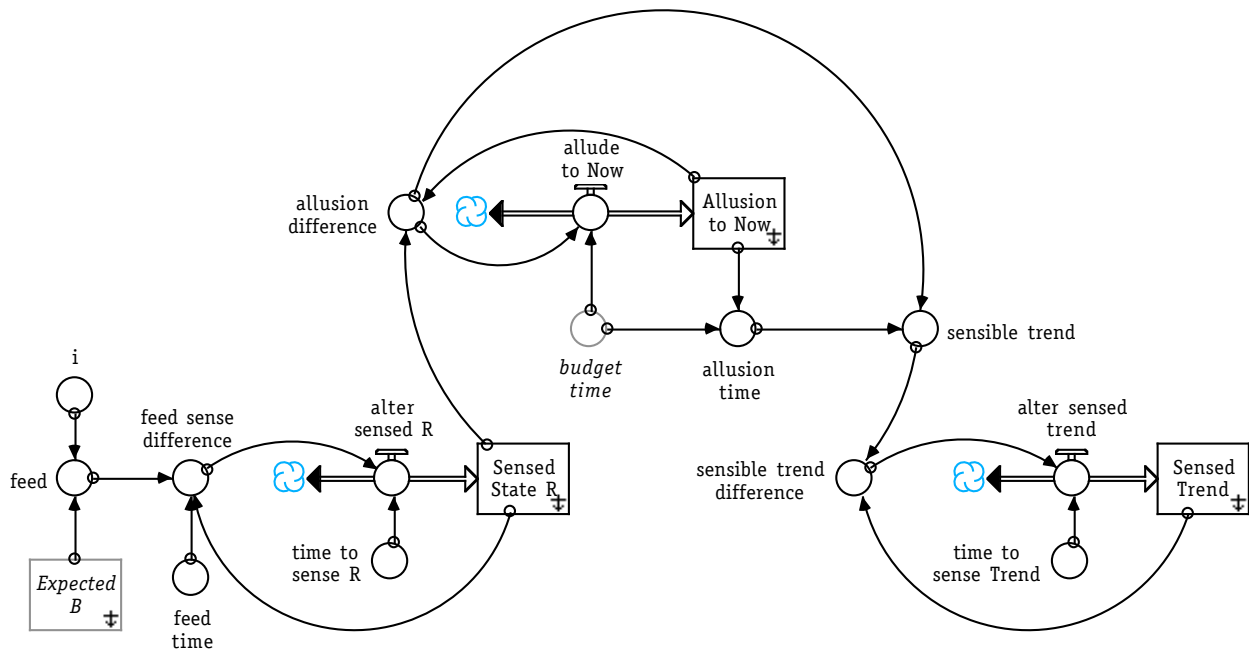 allude
to Now
allusion
difference
Allusion
to Now
sensible trend
budget
time
allusion
time
i
feed sense
difference
alter
sensed R
alter sensed
trend
feed
Sensed
State R
sensible trend
difference
Sensed
Trend
time to
sense R
time to
sense Trend
Expected
B
feed
time